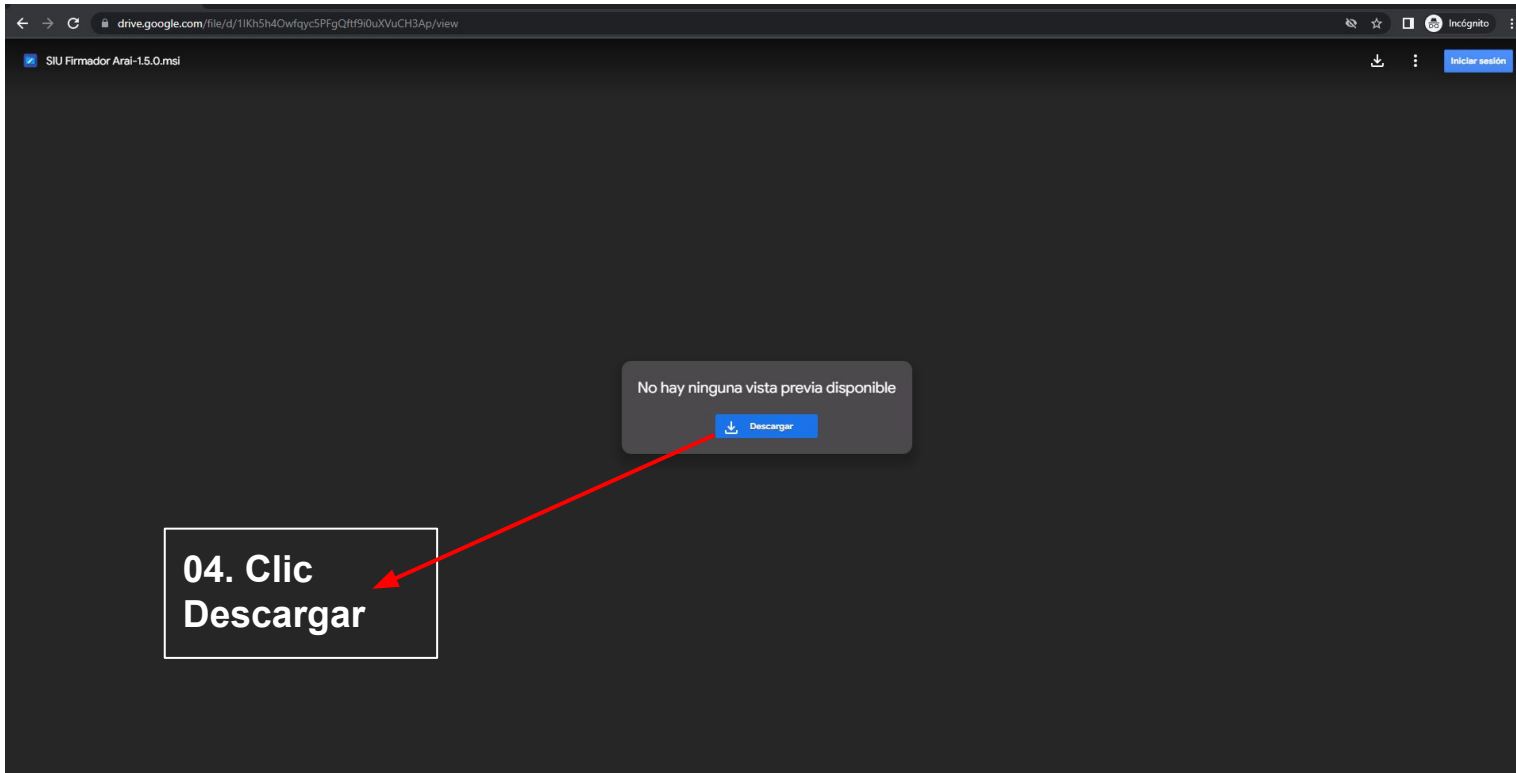 drive.google.com/file/d/1IKh5h4Owfqyc5PFgQftf9i0uXVuCH3Ap/view
Incógnito
SIU Firmador Arai-1.5.0.msi
Iniciar sesión
No hay ninguna vista previa disponible
Descargar
04. Clic
Descargar